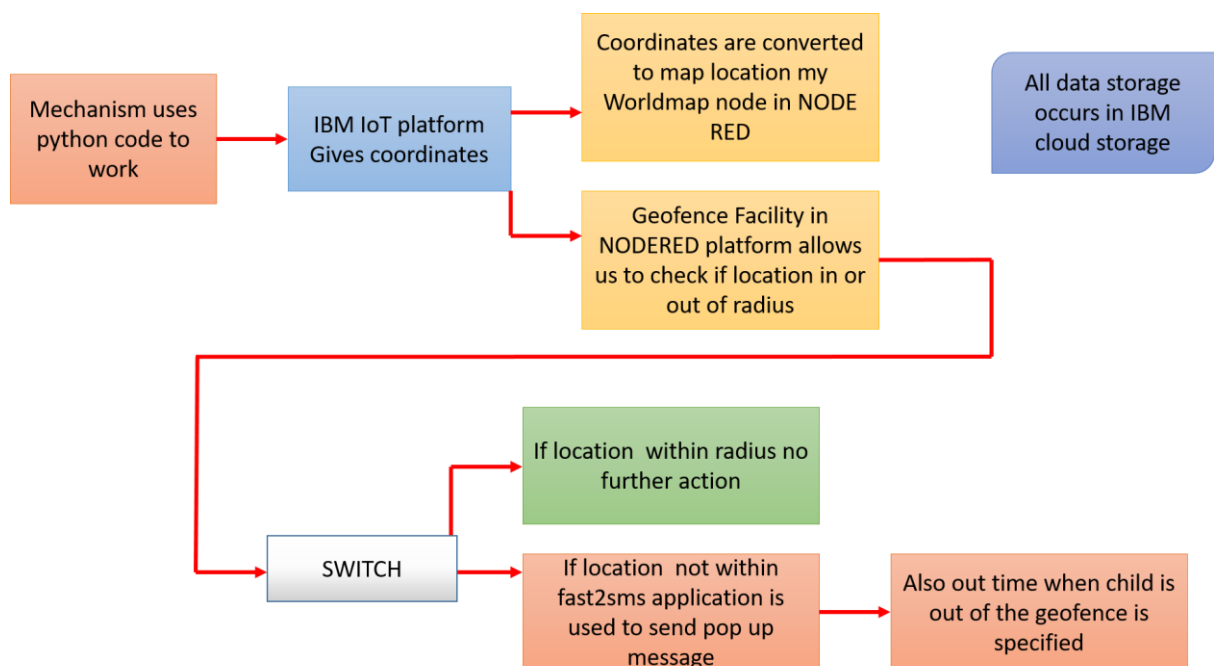 Mechanism uses
python code to
work
IBM IoT platform
Gives coordinates
Coordinates are converted
to map location my
Worldmap node in NODE
RED
All data storage
occurs in IBM
cloud storage
Geofence Facility in
NODERED platform allows
us to check if location in or
out of radius
If location  within radius no
further action
SWITCH
If location  not within
fast2sms application is
used to send pop up
message
Also out time when child is
out of the geofence is
specified